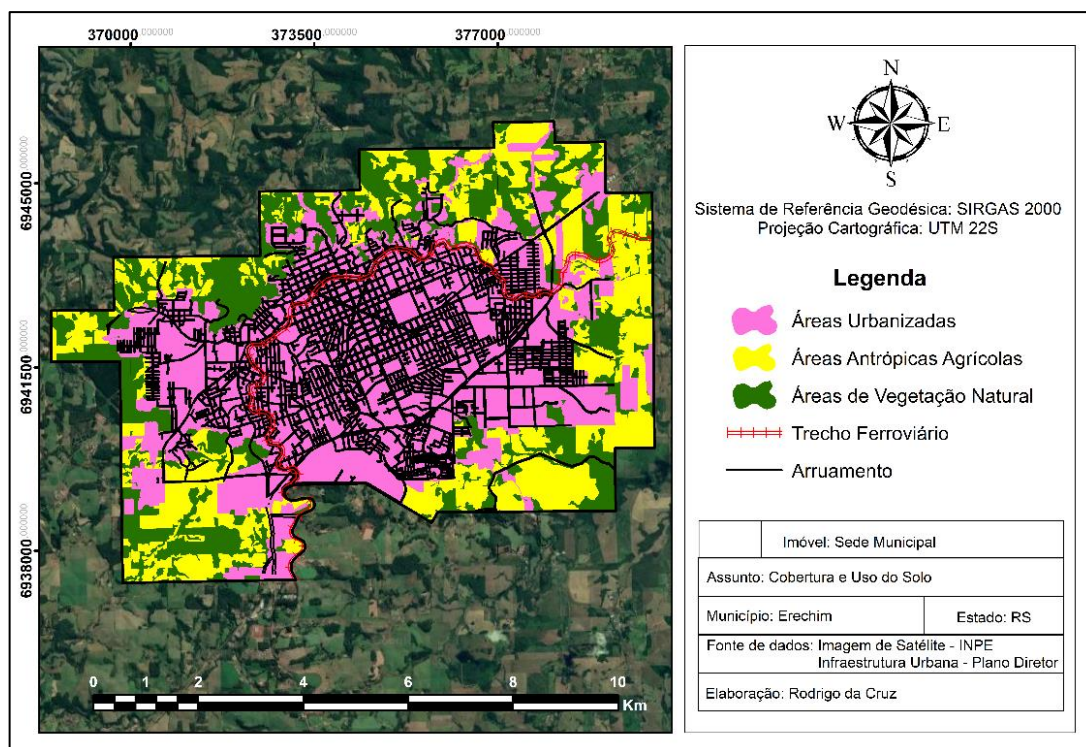 370000,000000 373500,000000 377000,000000
6945000,000000
6941500,000000
6938000,000000
0 2 4 6 8 10
Km
N
W E
S
Sistema de Referência Geodésica: SIRGAS 2000
Projeção Cartográfica: UTM 22S
Legenda
Áreas Urbanizadas
Áreas Antrópicas Agrícolas
Áreas de Vegetação Natural
Trecho Ferroviário
Arruamento
Imóvel: Sede Municipal
Assunto: Cobertura e Uso do Solo
Município: Erechim Estado: RS
Fonte de dados: Imagem de Satélite - INPE
Infraestrutura Urbana - Plano Diretor
Elaboração: Rodrigo da Cruz